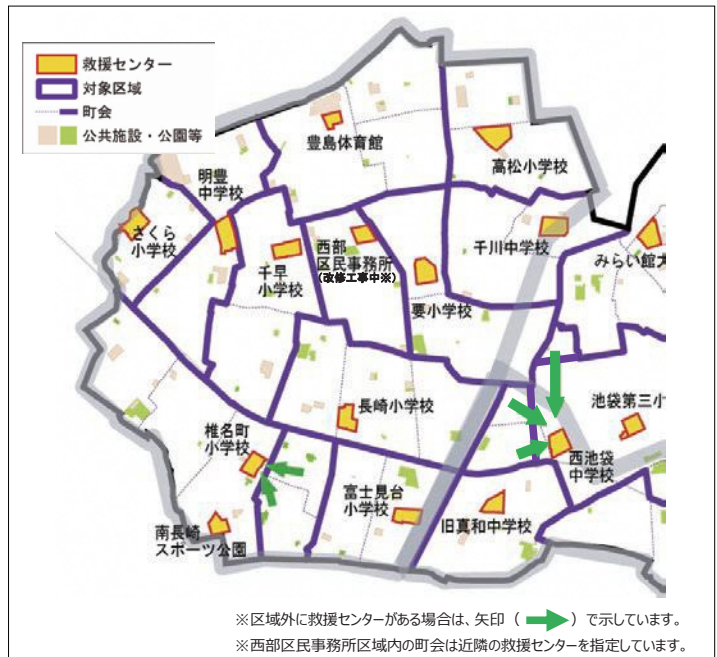 救援センター
対象区域
町会
公共施設・公園等
豊島体育館
高松小学校
明豊
中学校
さくら
小学校
千早
小学校
西部
区民事務所
(改修工事中※)
千川中学校
みらい館大
要小学校
長崎小学校
池袋第三小
西池袋
中学校
椎名町
小学校
富士見台
小学校
旧真和中学校
南長崎
スポーツ公園
※区域外に救援センターがある場合は、矢印（ ）で示しています。
※西部区民事務所区域内の町会は近隣の救援センターを指定しています。